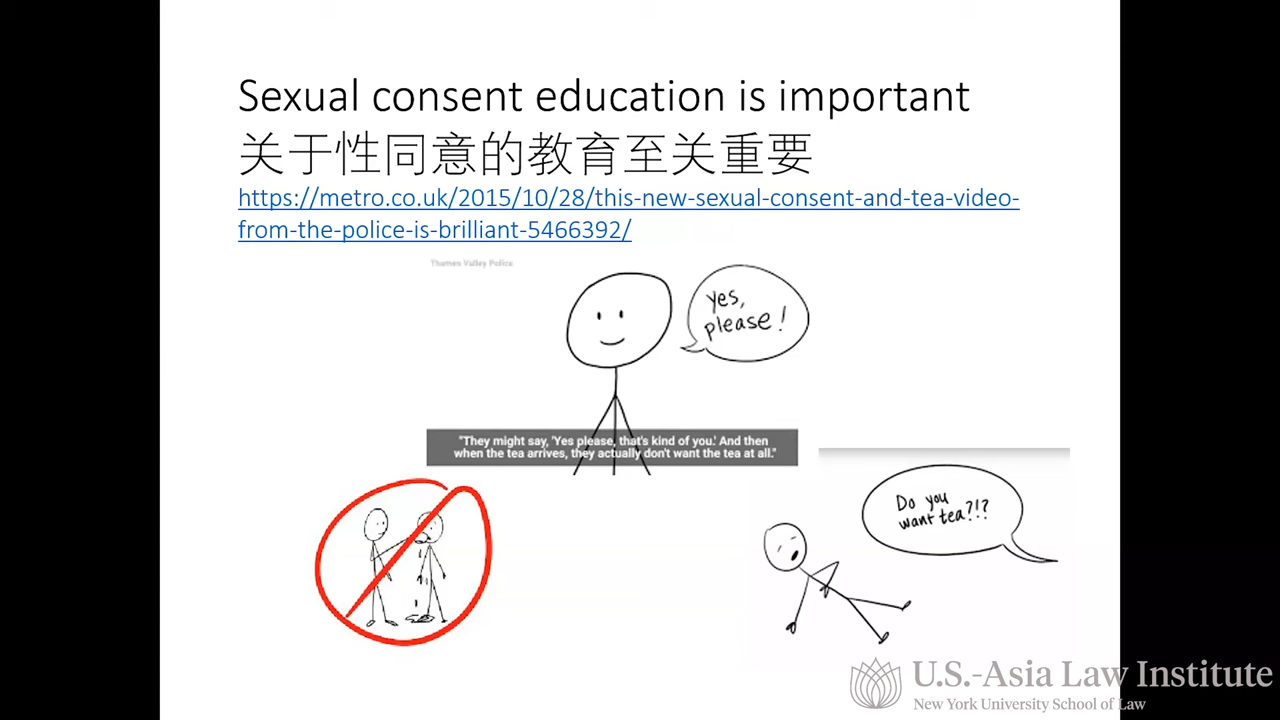 Sexual consent education is important
关于性同意的教育至关重要
https://metro.co.uk/2015/10/28/this-new-sexual-consent-and-tea-video-
from-the-police-is-brilliant-5466392/
Thames Valley Police
yes,
please!
"They might say, 'Yes please, that's kind of you.' And then
when the tea arrives, they actually don't want the tea at all."
Do you
want tea?!?
U.S.-Asia Law Institute
New York University School of Law